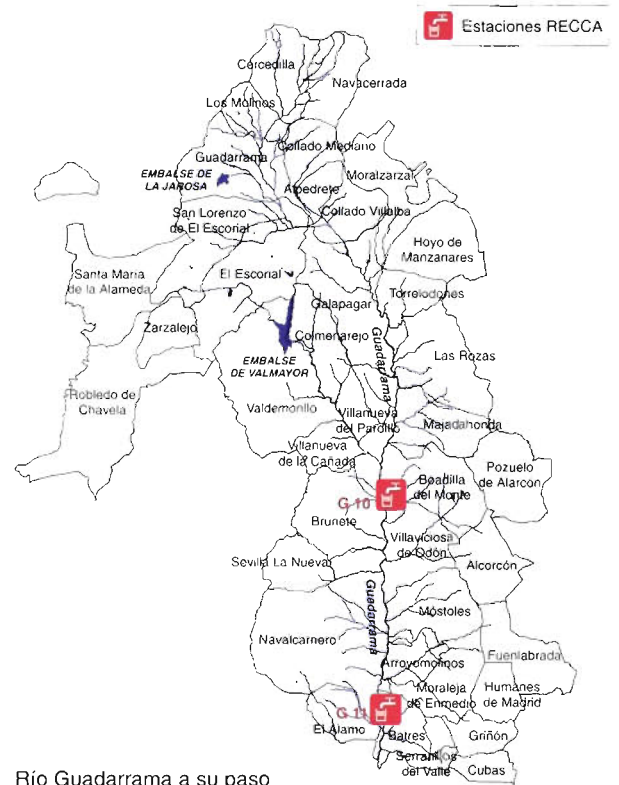 Estaciones RECCA
Cercedilla
Navacerrada
Los Molinos
Collado Mediano
Guadarrama
EMBALSE DE
LA JAROSA
Moralzarzal
Alpedrete
San Lorenzo
de El Escorial
Collado Villalba
Hoyo de
Manzanares
Santa Maria
de la Alameda
El Escorial
Torrelodones
Galapagar
Zarzalejo
Colmenarejo
Guadarrama
EMBALSE
DE VALMAYOR
Las Rozas
Robledo de
Chavela
Valdemorillo
Villanueva
del Pardillo
Majadahonda
Villanueva
de la Cañada
Pozuelo
de Alarcón
Boadilla
del Monte
G 10
Brunete
Villaviciosa
de Odón
Sevilla La Nueva
Alcorcón
Guadarrama
Móstoles
Navalcarnero
Fuenlabrada
Arroyomolinos
Moraleja
de Enmedio
Humanes
de Madrid
G 11
El Alamo
Batres
Griñón
Serranillos
del Valle
Cubas
Río Guadarrama a su paso